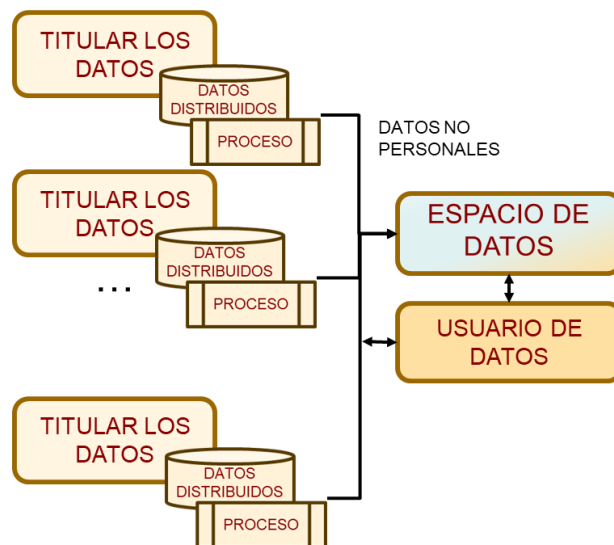 TITULAR LOS
DATOS
DATOS
DISTRIBUIDOS
PROCESO
DATOS NO
PERSONALES
TITULAR LOS
DATOS
DATOS
DISTRIBUIDOS
PROCESO
...
ESPACIO DE
DATOS
USUARIO DE
DATOS
TITULAR LOS
DATOS
DATOS
DISTRIBUIDOS
PROCESO